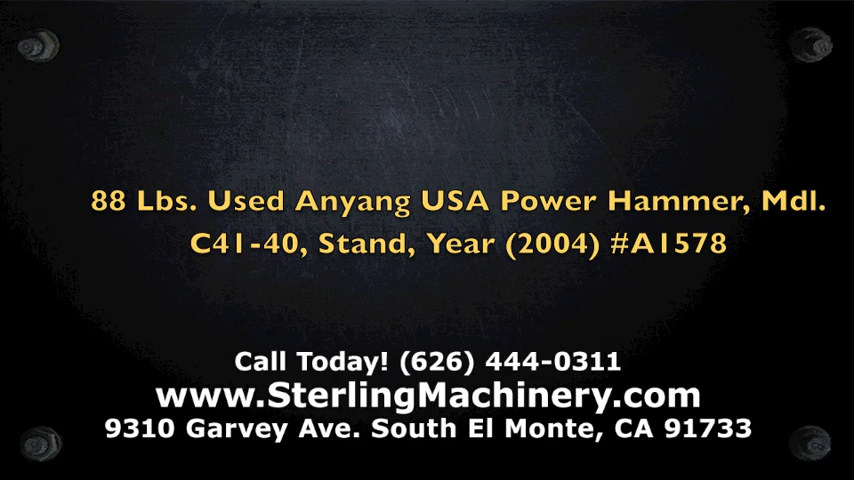 88 Lbs. Used Anyang USA Power Hammer, Mdl.
C41-40, Stand, Year (2004) #A1578
Call Today! (626) 444-0311
www.SterlingMachinery.com
9310 Garvey Ave. South El Monte, CA 91733